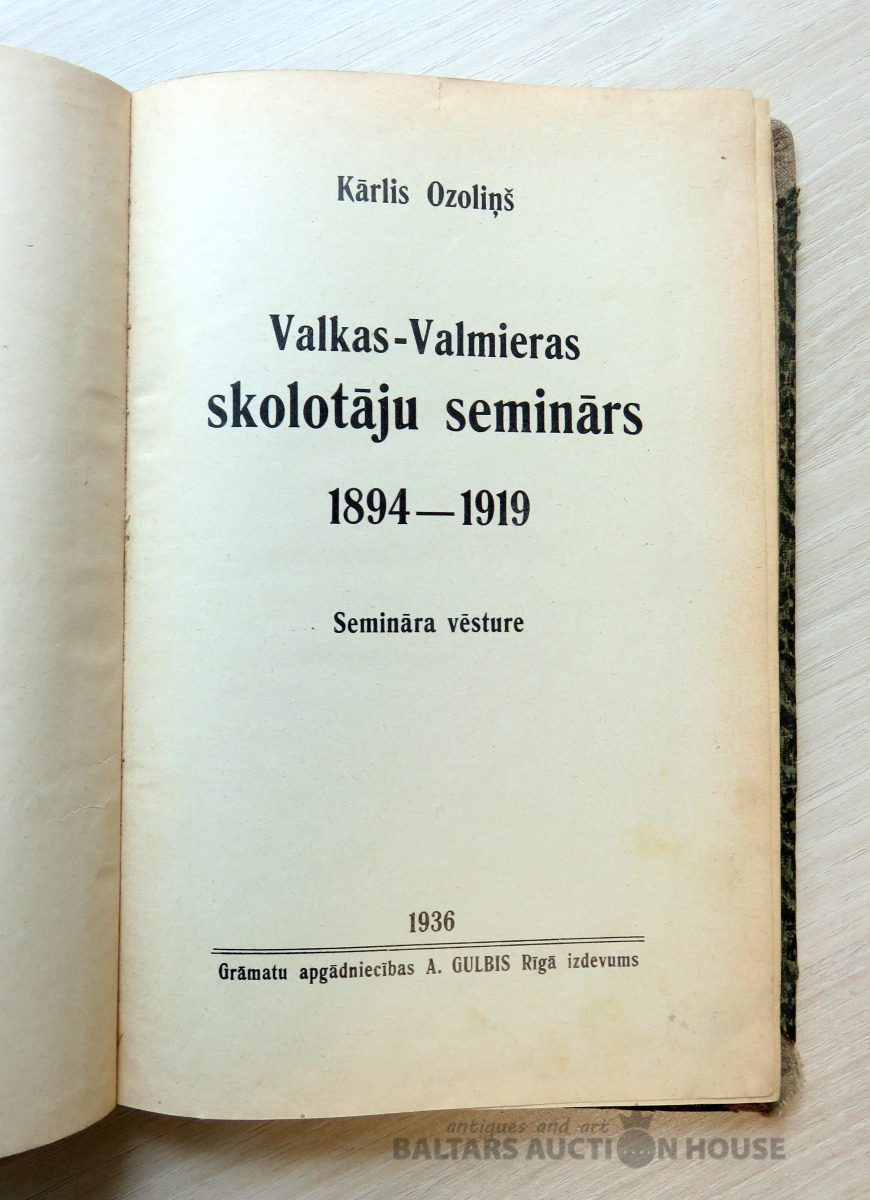 Kārlis Ozoliņš
Valkas-Valmieras
skolotāju seminārs
1894—1919
Semināra vēsture
1936
Grāmatu apgādniecības A. GULBIS Rīgā izdevums
antiques and art
BALTARS AUCTION HOUSE